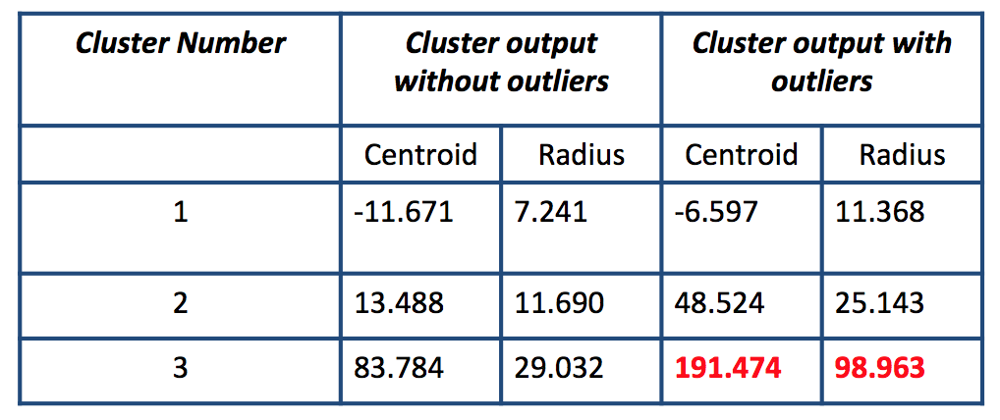 Cluster Number
Cluster output without outliers
Cluster output with outliers
Centroid Radius Centroid Radius
1 -11.671 7.241 -6.597 11.368
2 13.488 11.690 48.524 25.143
3 83.784 29.032 191.474 98.963